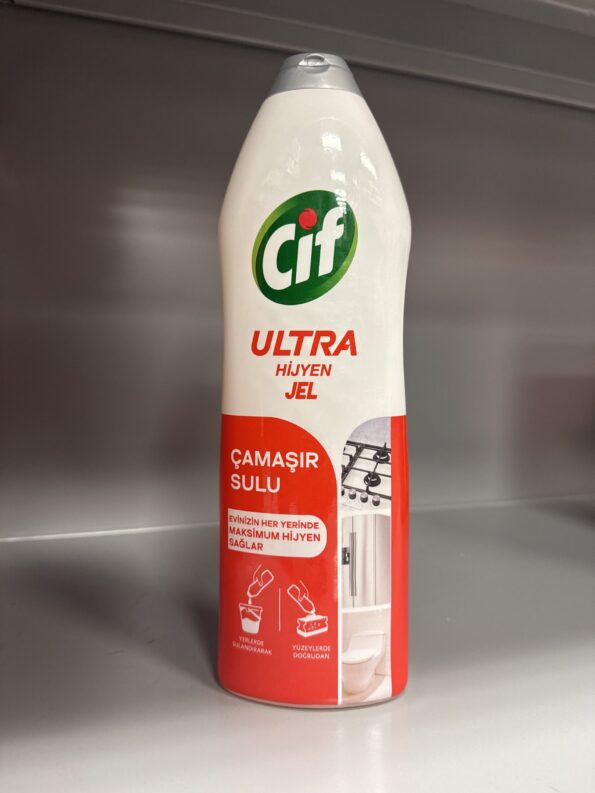 Cif
ULTRA
HİJYEN
JEL
ÇAMAŞIR
SULU
EVİNİZİN HER YERİNDE
MAKSİMUM HİJYEN
SAĞLAR
YERLERDE
SULANDIRARAK
YÜZEYLERDE
DOĞRUDAN